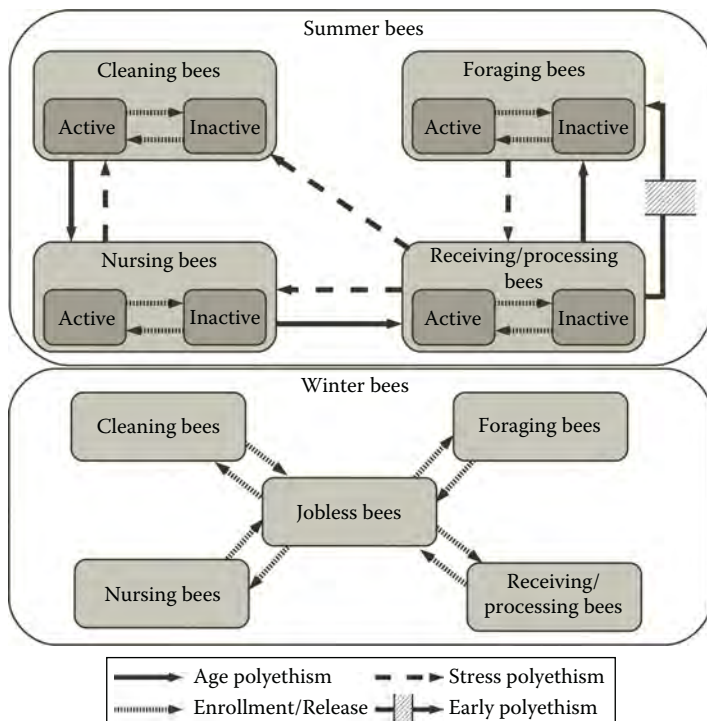 Summer bees
Cleaning bees
Active
Inactive
Foraging bees
Active
Inactive
Nursing bees
Active
Inactive
Receiving/processing
bees
Active
Inactive
Winter bees
Cleaning bees
Foraging bees
Jobless bees
Nursing bees
Receiving/
processing bees
Age polyethism
Stress polyethism
Enrollment/Release
Early polyethism